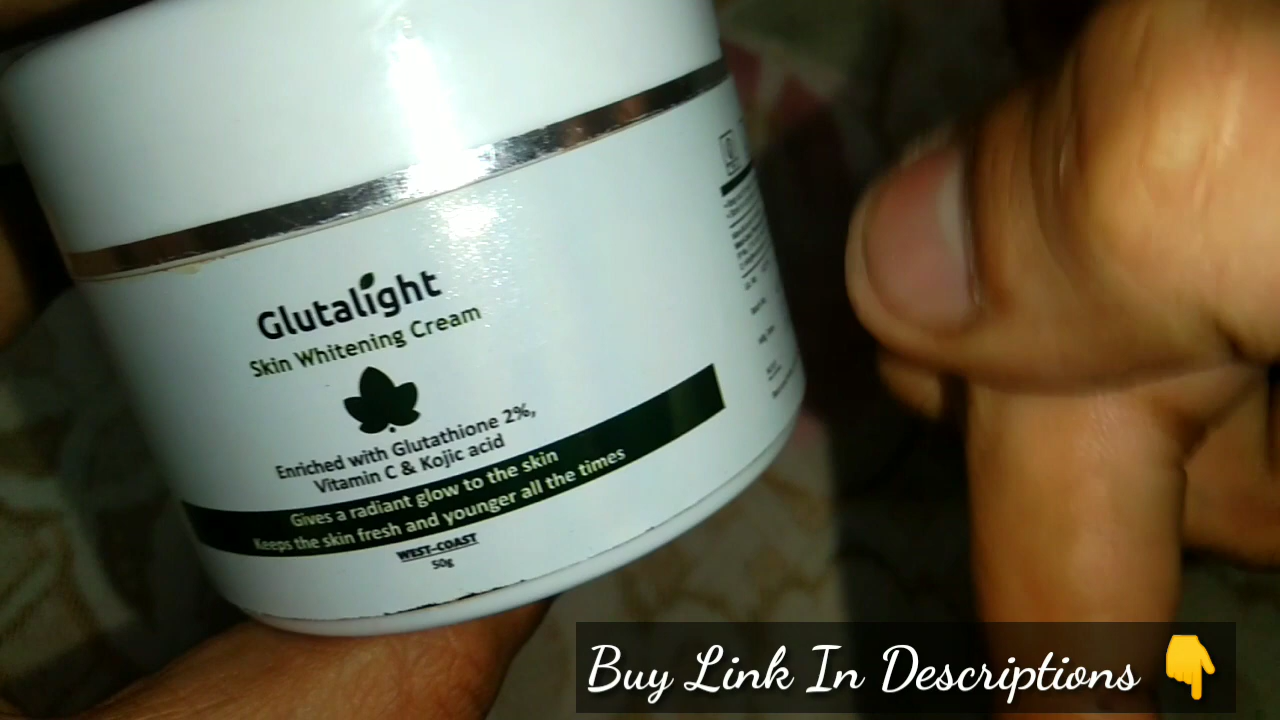 Glutalight
Skin Whitening Cream
Enriched with Glutathione 2%,
Vitamin C & Kojic acid
Gives a radiant glow to the skin
Keeps the skin fresh and younger all the times
WEST-COAST
50g
Buy Link In Descriptions 👇